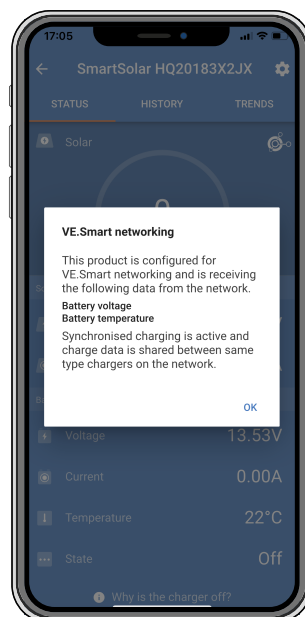 17:05
SmartSolar HQ20183X2JX
STATUS HISTORY TRENDS
Solar
VE.Smart networking
This product is configured for
VE.Smart networking and is receiving
the following data from the network.
Battery voltage
Battery temperature
Synchronised charging is active and
charge data is shared between same
type chargers on the network.
OK
Voltage 13.53V
Current 0.00A
Temperature 22°C
State Off
Why is the charger off?